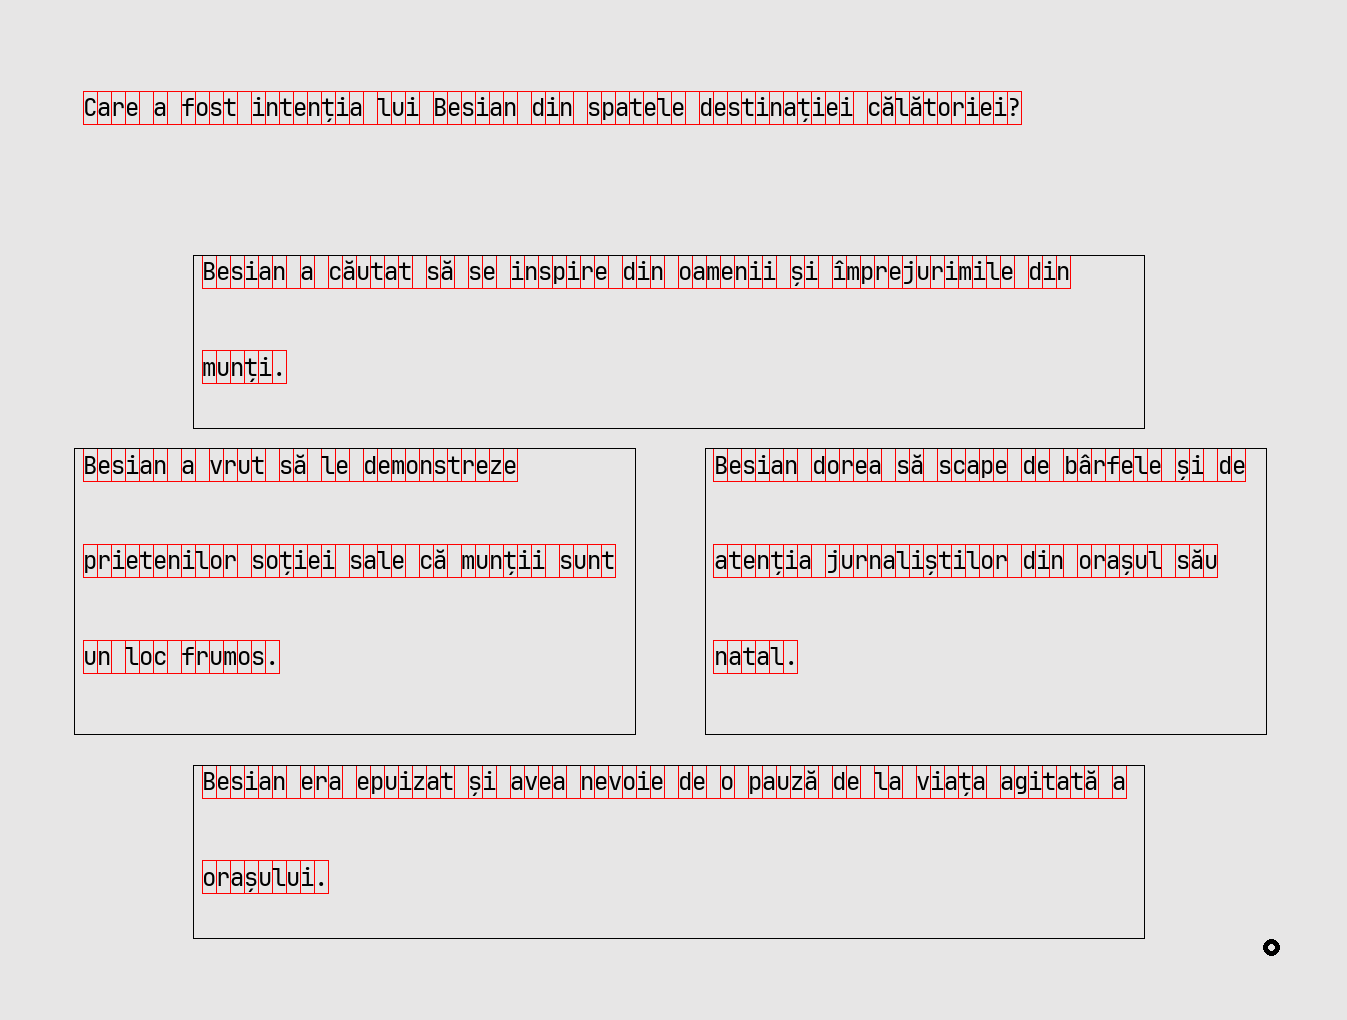 Care a fost intenția lui Besian din spatele destinației călătoriei?
Besian a căutat să se inspire din oamenii și împrejurimile din
munți.
Besian a vrut să le demonstreze
prietenilor soției sale că munții sunt
un loc frumos.
Besian dorea să scape de bârfele și de
atenția jurnaliștilor din orașul său
natal.
Besian era epuizat și avea nevoie de o pauză de la viața agitată a
orașului.